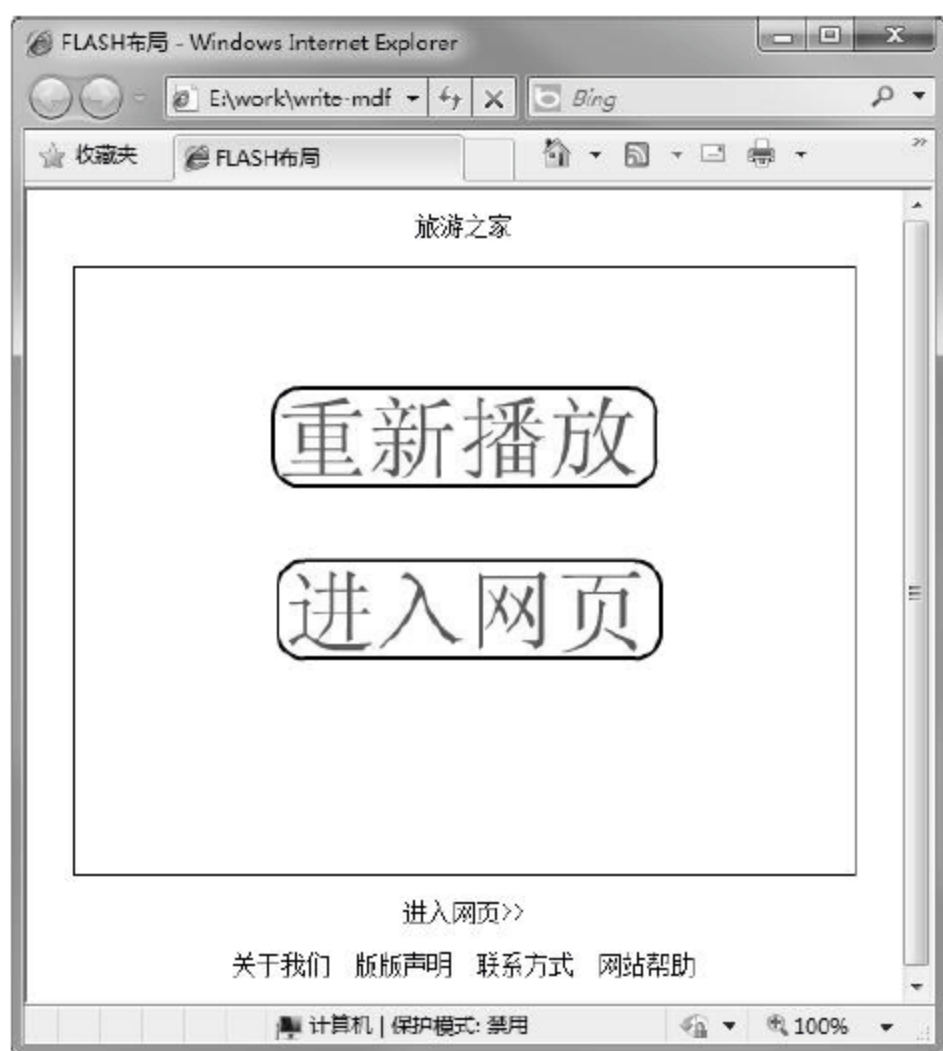 FLASH布局 - Windows Internet Explorer
E:\work\write-mdf
Bing
收藏夹
FLASH布局
旅游之家
重新播放
进入网页
进入网页>>
关于我们 版版声明 联系方式 网站帮助
计算机 | 保护模式: 禁用
100%